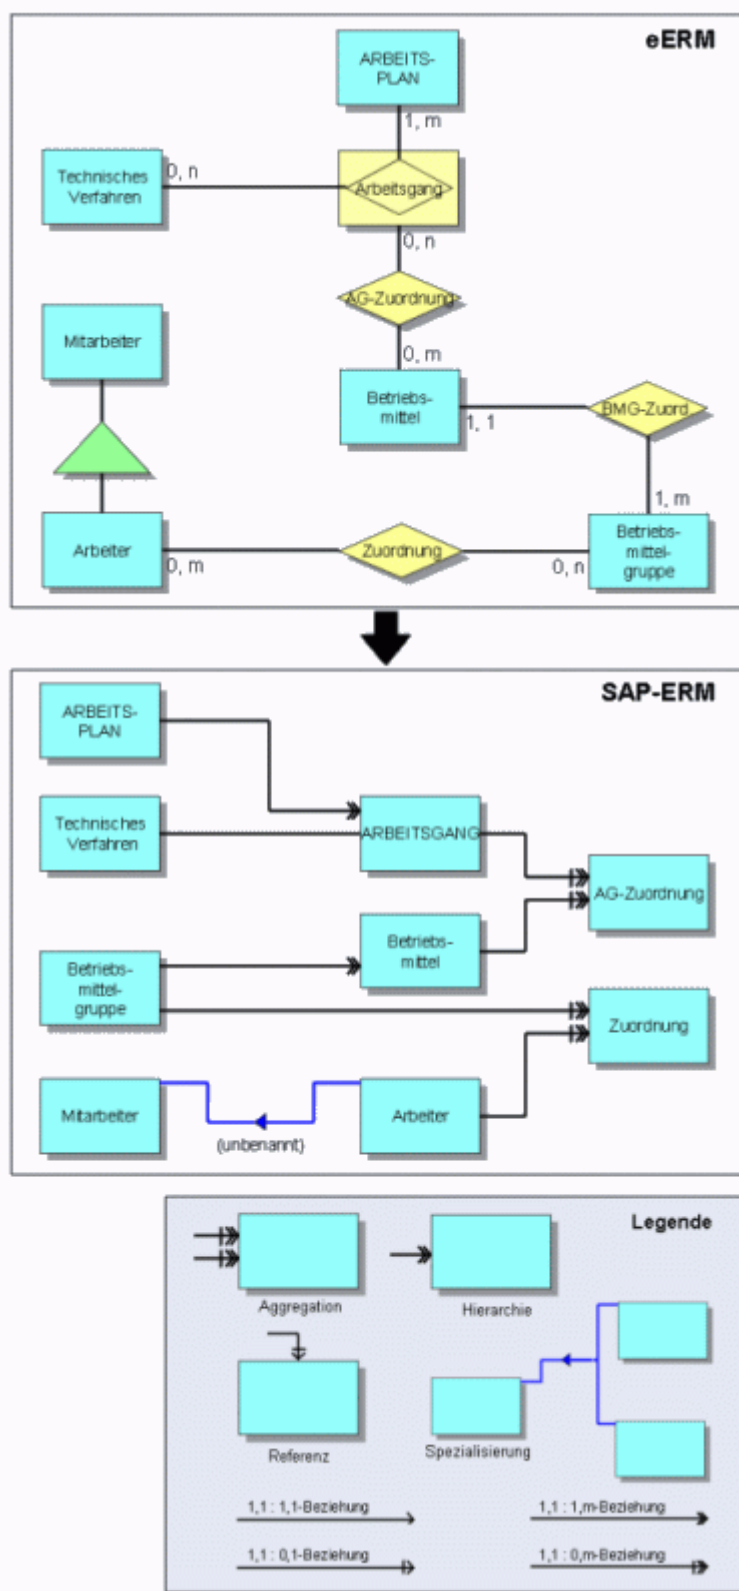 eERM
ARBEITS-
PLAN
1, m
Technisches
Verfahren
0, n
Arbeitsgang
0, n
AG-Zuordnung
Mitarbeiter
0, m
Betriebs-
mittel
1, 1
BMG-Zuord
1, m
Arbeiter
0, m
Zuordnung
0, n
Betriebs-
mittel-
gruppe
SAP-ERM
ARBEITS-
PLAN
Technisches
Verfahren
ARBEITSGANG
AG-Zuordnung
Betriebs-
mittel
Betriebs-
mittel-
gruppe
Zuordnung
Mitarbeiter
(unbenannt)
Arbeiter
Legende
Aggregation
Hierarchie
Referenz
Spezialisierung
1,1 : 1,1-Beziehung
1,1 : 1,m-Beziehung
1,1 : 0,1-Beziehung
1,1 : 0,m-Beziehung